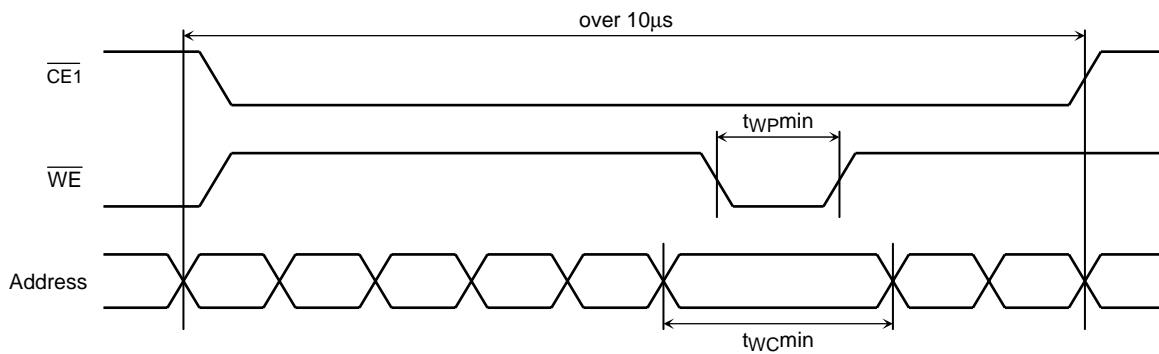 over 10μs
CE1
tWPmin
WE
Address
tWCmin